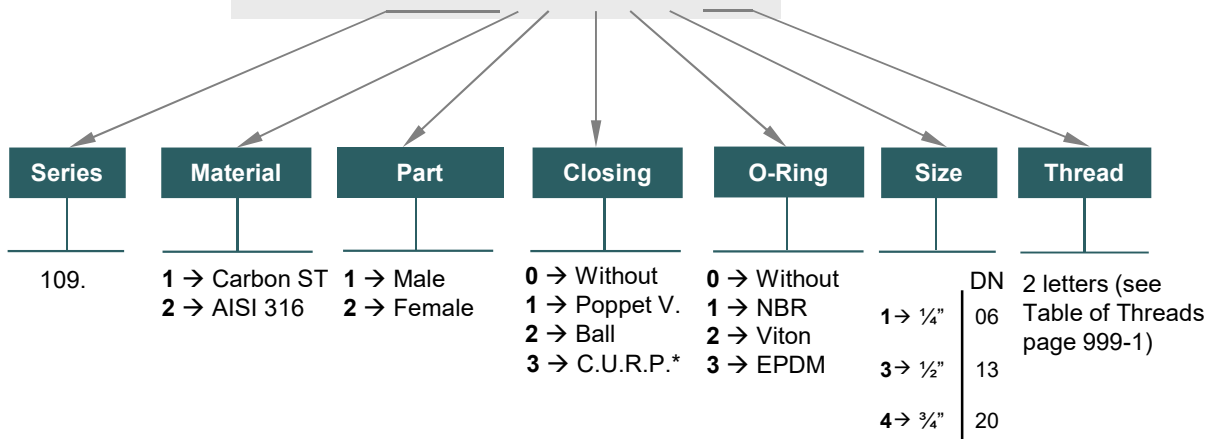 Series
Material
Part
Closing
O-Ring
Size
Thread
109.
1 → Carbon ST
2 → AISI 316
1 → Male
2 → Female
0 → Without
1 → Poppet V.
2 → Ball
3 → C.U.R.P.*
0 → Without
1 → NBR
2 → Viton
3 → EPDM
DN
1→ ¼” 06
3→ ½” 13
4→ ¾” 20
2 letters (see
Table of Threads
page 999-1)